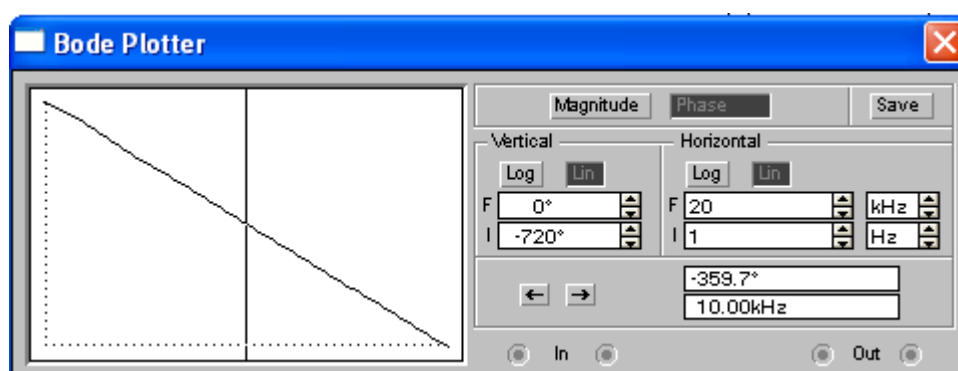 Bode Plotter
Magnitude Phase Save
Vertical Horizontal
Log Lin Log Lin
F 0° F 20 kHz
I -720° I 1 Hz
-359.7°
10.00kHz
In Out